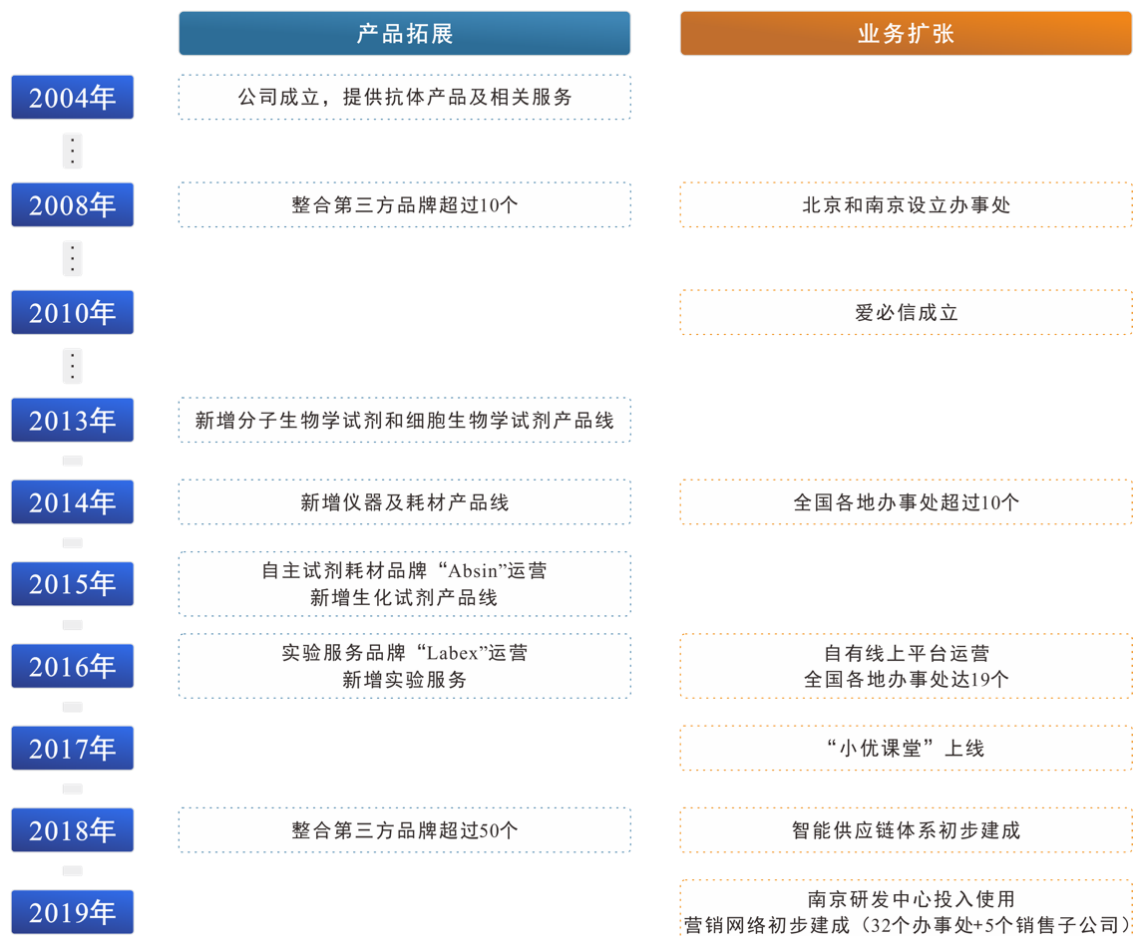 产品拓展
业务扩张
2004年
公司成立，提供抗体产品及相关服务
2008年
整合第三方品牌超过10个
北京和南京设立办事处
2010年
爱必信成立
2013年
新增分子生物学试剂和细胞生物学试剂产品线
2014年
新增仪器及耗材产品线
全国各地办事处超过10个
2015年
自主试剂耗材品牌“Absin”运营
新增生化试剂产品线
2016年
实验服务品牌“Labex”运营
新增实验服务
自有线上平台运营
全国各地办事处达19个
2017年
“小优课堂”上线
2018年
整合第三方品牌超过50个
智能供应链体系初步建成
2019年
南京研发中心投入使用
营销网络初步建成（32个办事处+5个销售子公司）